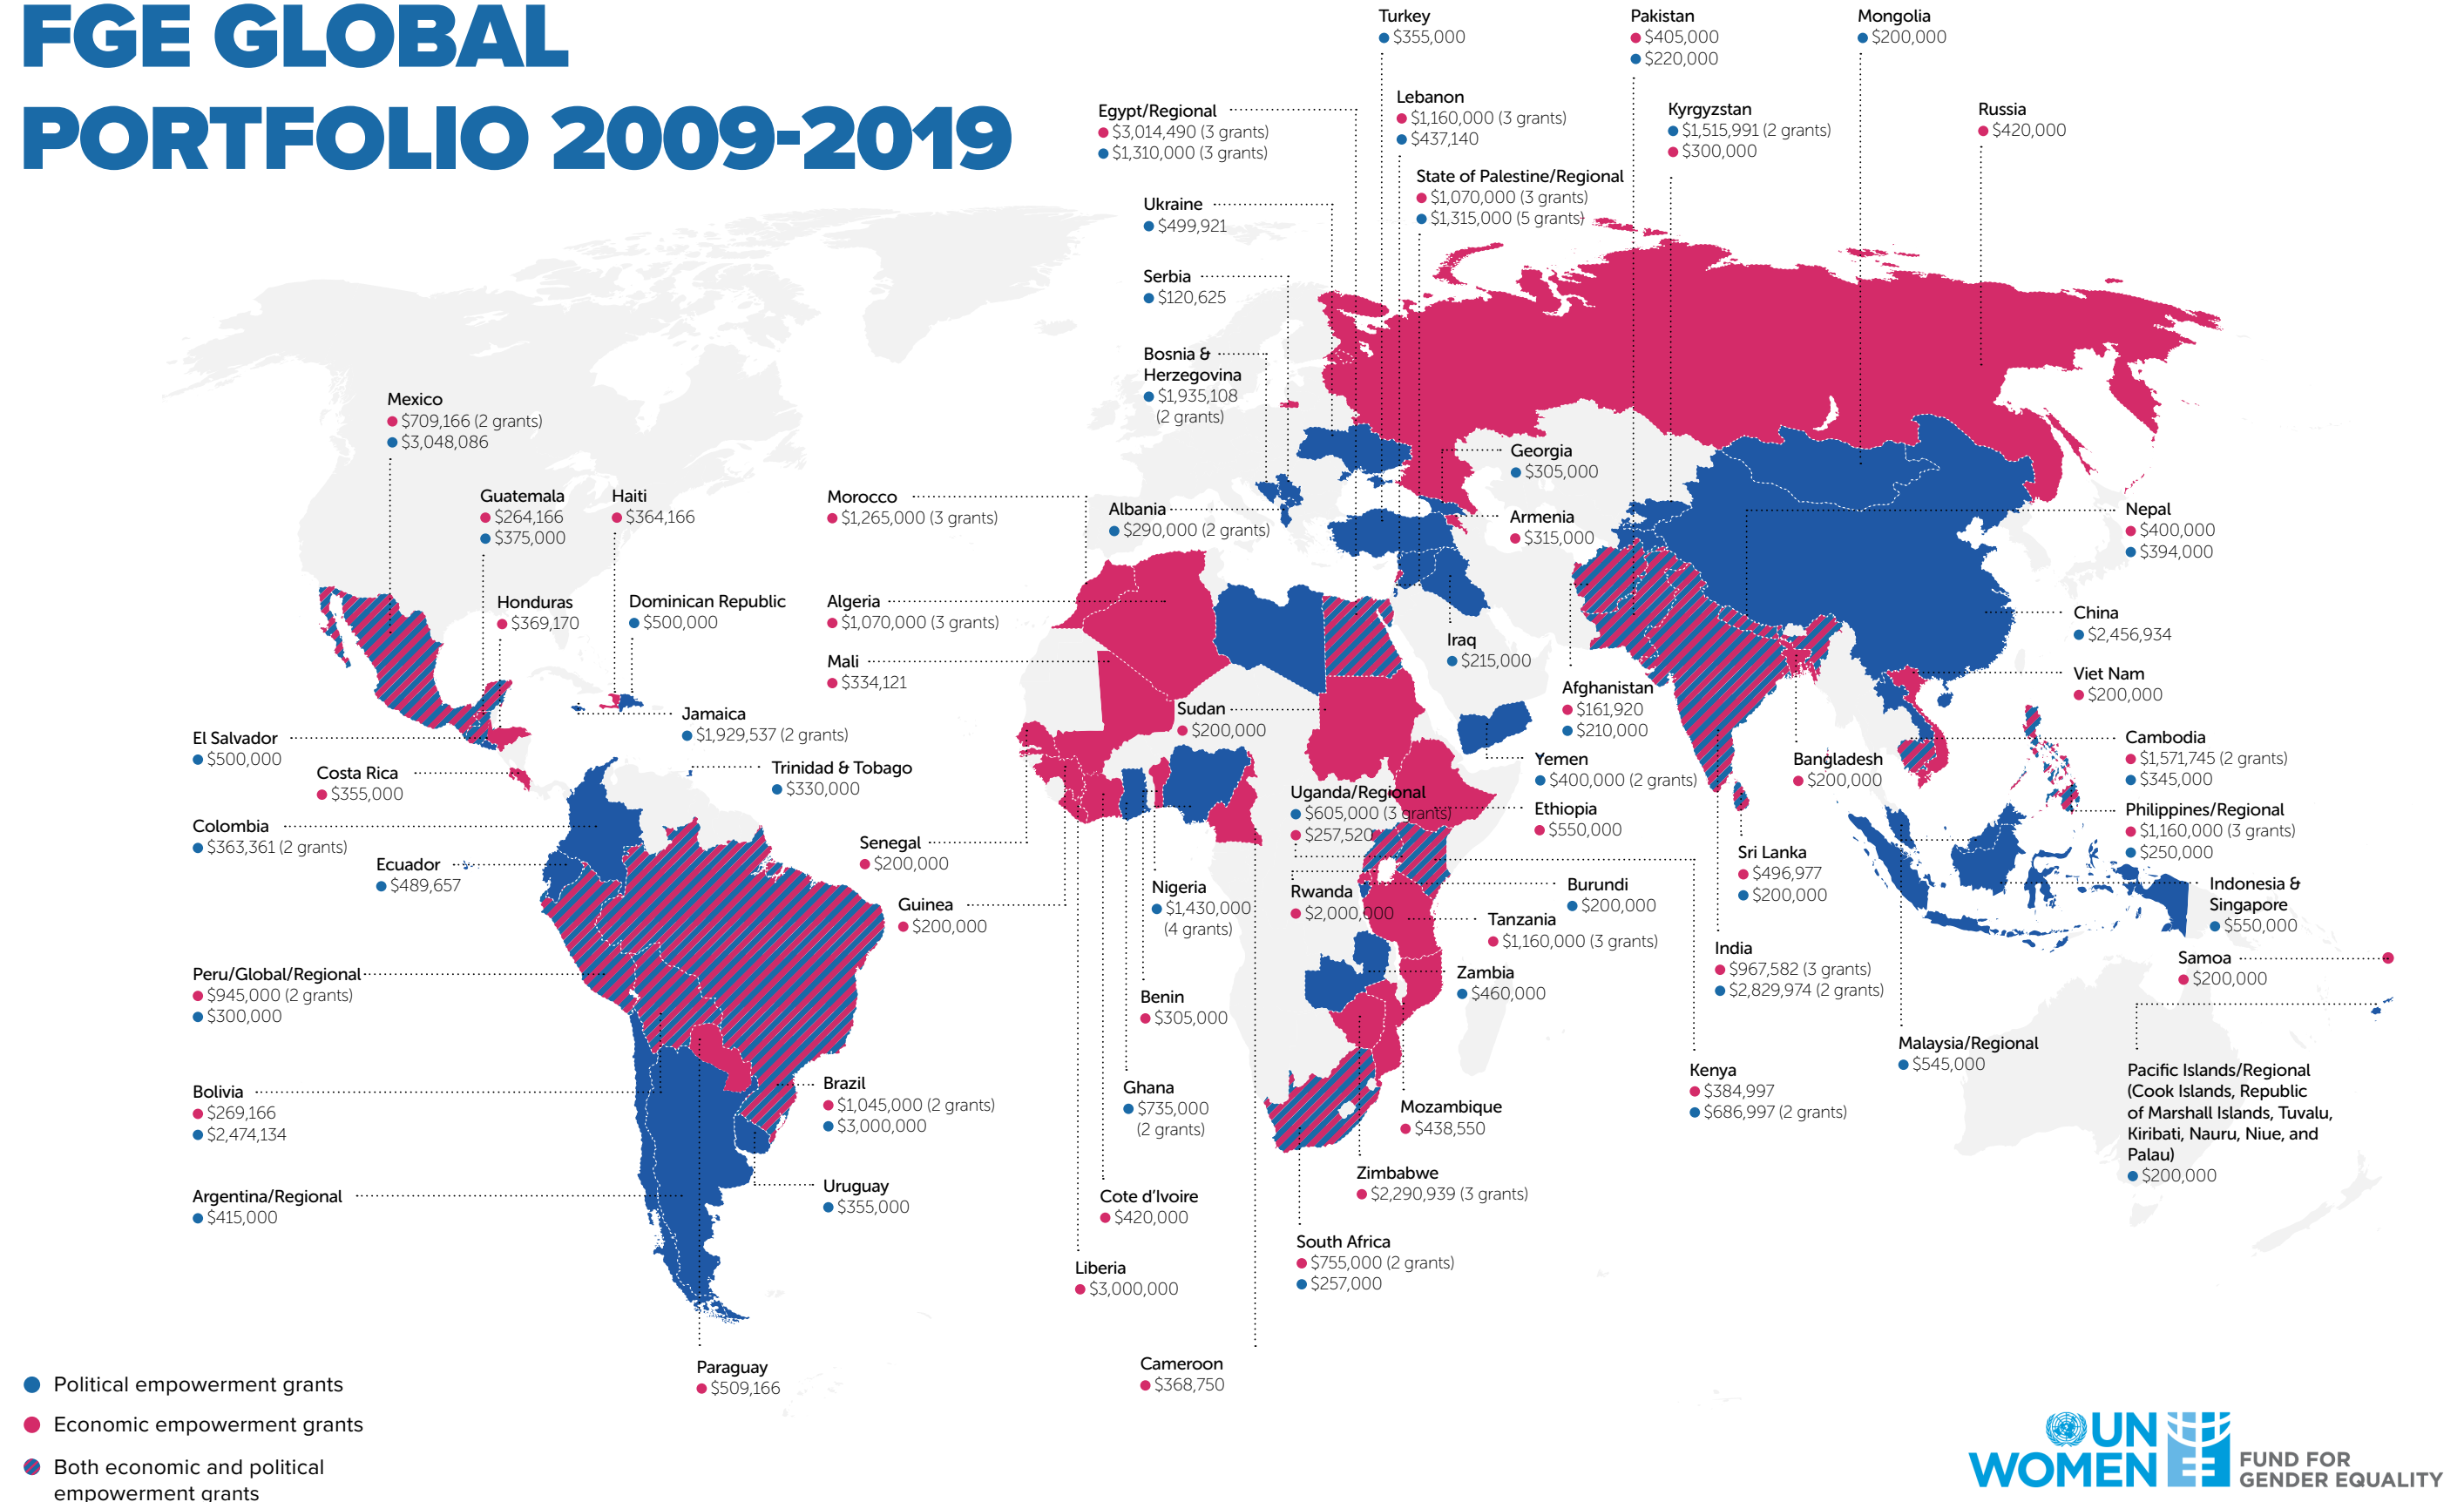 FGE GLOBAL
PORTFOLIO 2009-2019
Turkey
$355,000
Pakistan
$405,000
$220,000
Mongolia
$200,000
Egypt/Regional
$3,014,490 (3 grants)
$1,310,000 (3 grants)
Lebanon
$1,160,000 (3 grants)
$437,140
Kyrgyzstan
$1,515,991 (2 grants)
$300,000
Russia
$420,000
State of Palestine/Regional
$1,070,000 (3 grants)
$1,315,000 (5 grants)
Ukraine
$499,921
Serbia
$120,625
Bosnia &
Herzegovina
$1,935,108
(2 grants)
Mexico
$709,166 (2 grants)
$3,048,086
Guatemala
$264,166
$375,000
Haiti
$364,166
Morocco
$1,265,000 (3 grants)
Albania
$290,000 (2 grants)
Georgia
$305,000
Armenia
$315,000
Nepal
$400,000
$394,000
Honduras
$369,170
Dominican Republic
$500,000
Algeria
$1,070,000 (3 grants)
Mali
$334,121
Iraq
$215,000
China
$2,456,934
Viet Nam
$200,000
Afghanistan
$161,920
$210,000
Sudan
$200,000
Jamaica
$1,929,537 (2 grants)
El Salvador
$500,000
Costa Rica
$355,000
Trinidad & Tobago
$330,000
Yemen
$400,000 (2 grants)
Bangladesh
$200,000
Cambodia
$1,571,745 (2 grants)
$345,000
Uganda/Regional
$605,000 (3 grants)
$257,520
Ethiopia
$550,000
Philippines/Regional
$1,160,000 (3 grants)
$250,000
Colombia
$363,361 (2 grants)
Ecuador
$489,657
Senegal
$200,000
Guinea
$200,000
Nigeria
$1,430,000
(4 grants)
Rwanda
$2,000,000
Burundi
$200,000
Tanzania
$1,160,000 (3 grants)
Sri Lanka
$496,977
$200,000
Indonesia &
Singapore
$550,000
India
$967,582 (3 grants)
$2,829,974 (2 grants)
Samoa
$200,000
Peru/Global/Regional
$945,000 (2 grants)
$300,000
Benin
$305,000
Zambia
$460,000
Malaysia/Regional
$545,000
Kenya
$384,997
$686,997 (2 grants)
Pacific Islands/Regional
(Cook Islands, Republic
of Marshall Islands, Tuvalu,
Kiribati, Nauru, Niue, and
Palau)
$200,000
Bolivia
$269,166
$2,474,134
Brazil
$1,045,000 (2 grants)
$3,000,000
Ghana
$735,000
(2 grants)
Mozambique
$438,550
Zimbabwe
$2,290,939 (3 grants)
Argentina/Regional
$415,000
Uruguay
$355,000
Cote d'Ivoire
$420,000
South Africa
$755,000 (2 grants)
$257,000
Liberia
$3,000,000
Paraguay
$509,166
Cameroon
$368,750
Political empowerment grants
Economic empowerment grants
Both economic and political
empowerment grants
UN
WOMEN
FUND FOR
GENDER EQUALITY